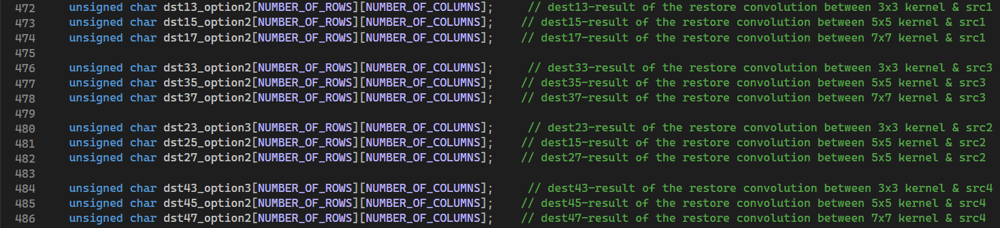 472 unsigned char dst13_option2[NUMBER_OF_ROWS][NUMBER_OF_COLUMNS]; // dest13-result of the restore convolution between 3x3 kernel & src1
473 unsigned char dst15_option2[NUMBER_OF_ROWS][NUMBER_OF_COLUMNS]; // dest15-result of the restore convolution between 5x5 kernel & src1
474 unsigned char dst17_option2[NUMBER_OF_ROWS][NUMBER_OF_COLUMNS]; // dest17-result of the restore convolution between 7x7 kernel & src1
475
476 unsigned char dst33_option2[NUMBER_OF_ROWS][NUMBER_OF_COLUMNS]; // dest33-result of the restore convolution between 3x3 kernel & src3
477 unsigned char dst35_option2[NUMBER_OF_ROWS][NUMBER_OF_COLUMNS]; // dest35-result of the restore convolution between 5x5 kernel & src3
478 unsigned char dst37_option2[NUMBER_OF_ROWS][NUMBER_OF_COLUMNS]; // dest37-result of the restore convolution between 7x7 kernel & src3
479
480 unsigned char dst13_option3[NUMBER_OF_ROWS][NUMBER_OF_COLUMNS]; // dest23-result of the restore convolution between 3x3 kernel & src2
481 unsigned char dst25_option2[NUMBER_OF_ROWS][NUMBER_OF_COLUMNS]; // dest15-result of the restore convolution between 5x5 kernel & src2
482 unsigned char dst27_option2[NUMBER_OF_ROWS][NUMBER_OF_COLUMNS]; // dest27-result of the restore convolution between 5x5 kernel & src2
483
484 unsigned char dst43_option3[NUMBER_OF_ROWS][NUMBER_OF_COLUMNS]; // dest43-result of the restore convolution between 3x3 kernel & src4
485 unsigned char dst45_option2[NUMBER_OF_ROWS][NUMBER_OF_COLUMNS]; // dest45-result of the restore convolution between 5x5 kernel & src4
486 unsigned char dst47_option2[NUMBER_OF_ROWS][NUMBER_OF_COLUMNS]; // dest47-result of the restore convolution between 7x7 kernel & src4